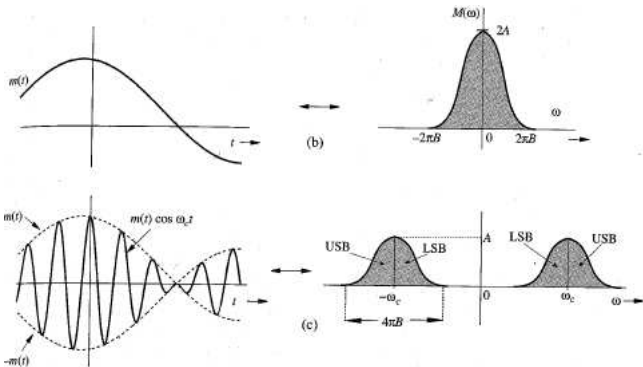 M(ω)
2A
m(t)
t
ω
(b)
−2πB
0
2πB
m(t)
m(t) cos ω_c t
USB
LSB
A
LSB
USB
t
−ω_c
0
ω_c
ω
(c)
4πB
−m(t)